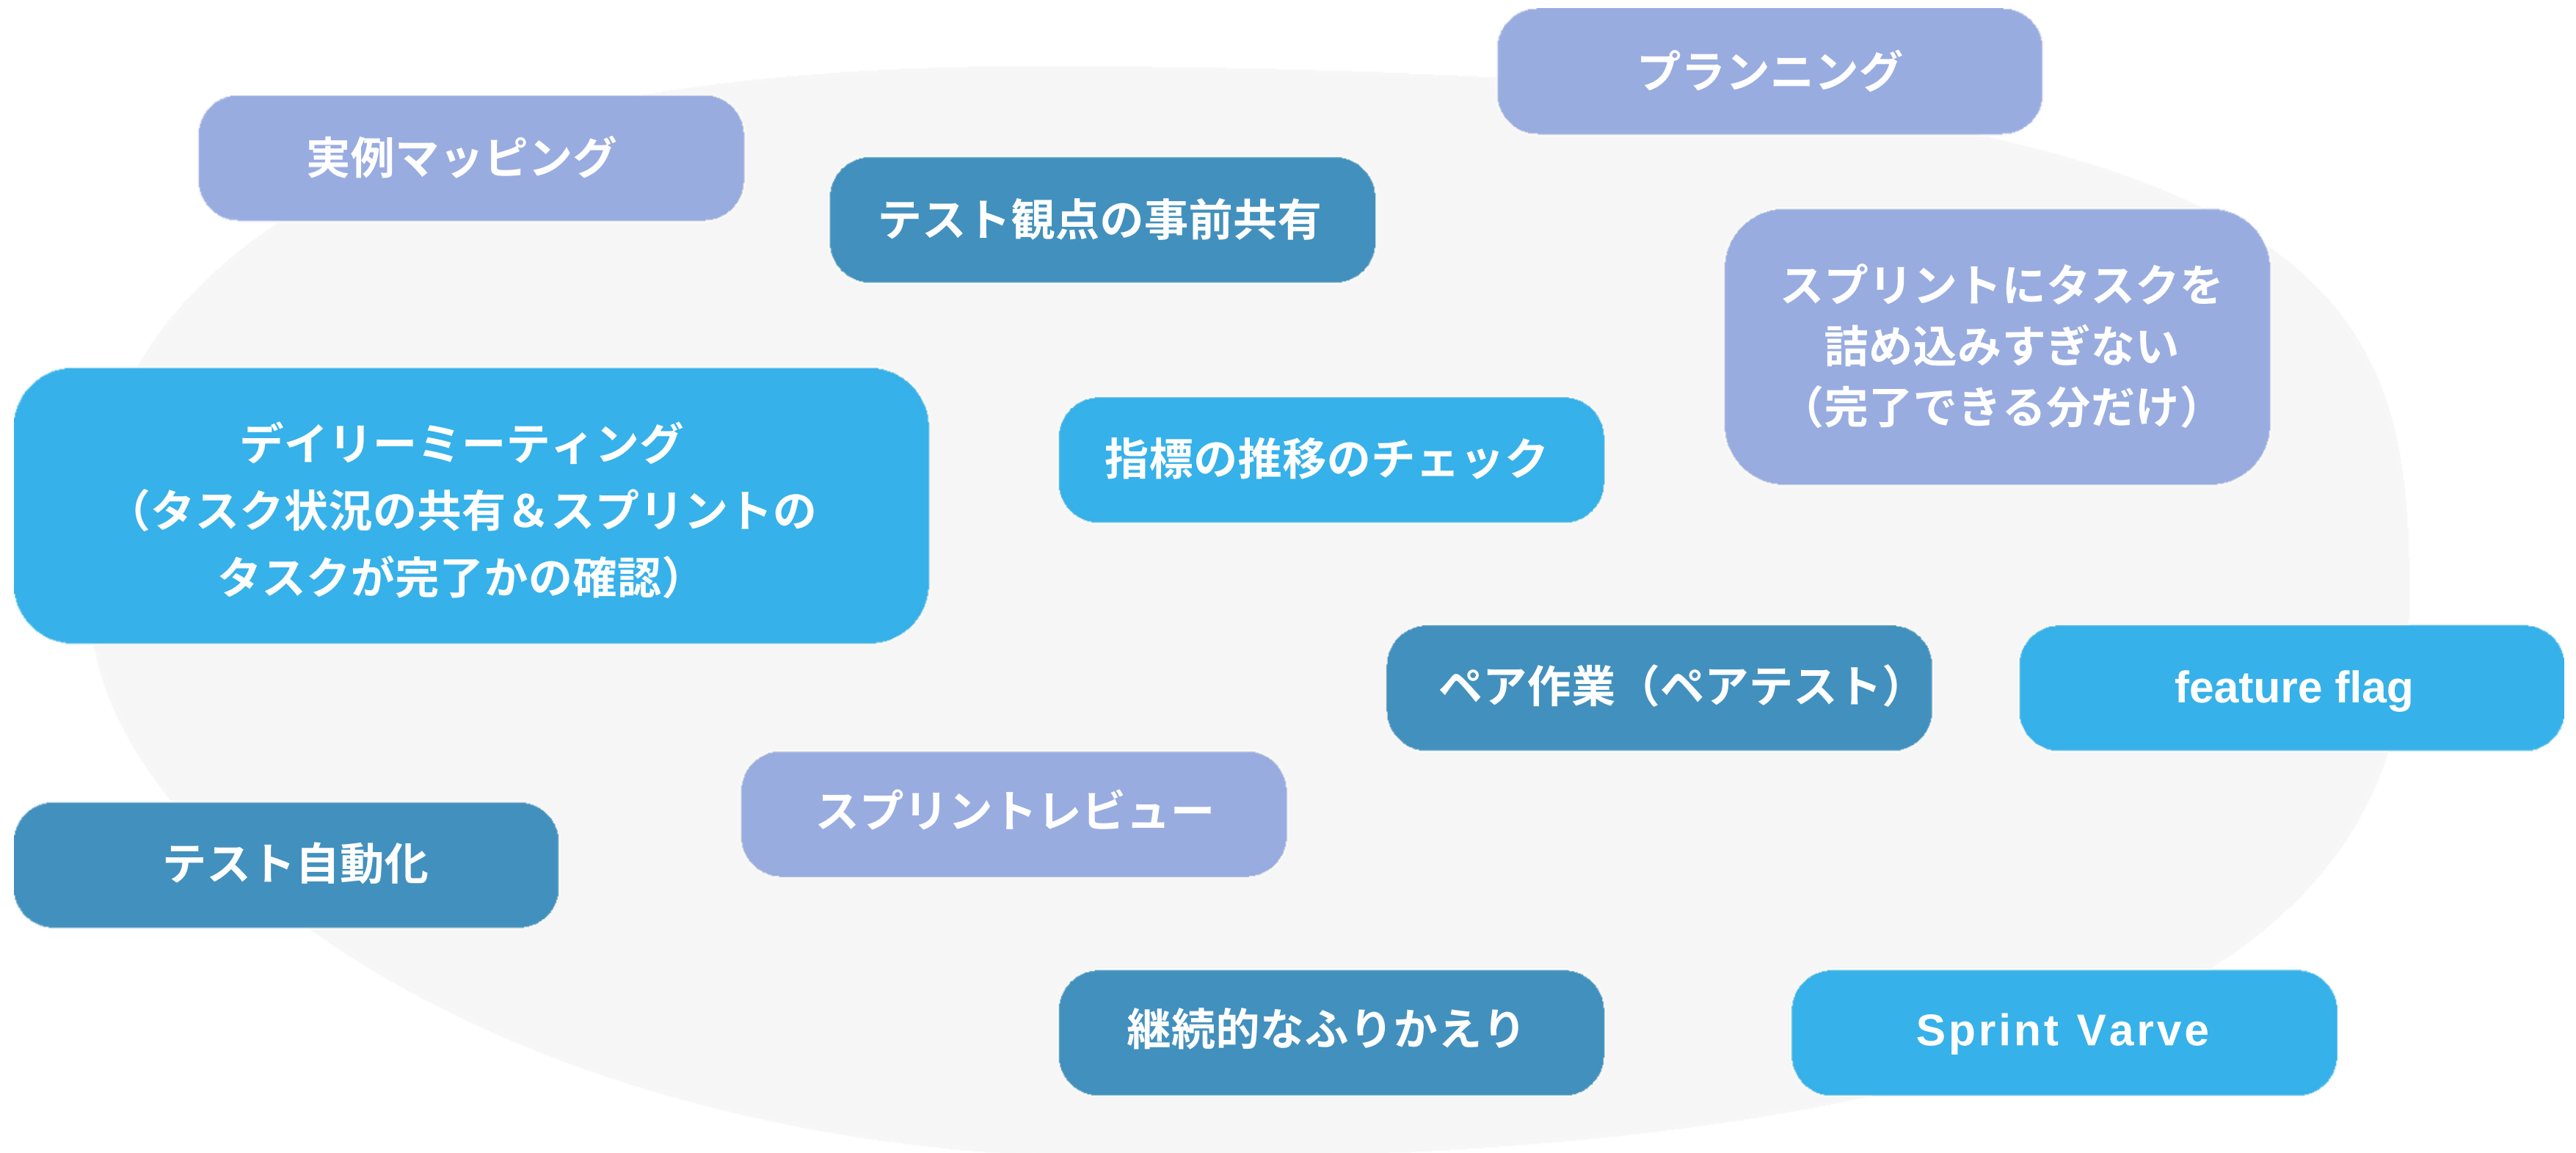 プランニング
実例マッピング
テスト観点の事前共有
スプリントにタスクを
詰め込みすぎない
（完了できる分だけ）
デイリーミーティング
（タスク状況の共有＆スプリントの
タスクが完了かの確認）
指標の推移のチェック
ペア作業（ペアテスト）
feature flag
スプリントレビュー
テスト自動化
継続的なふりかえり
Sprint Varve